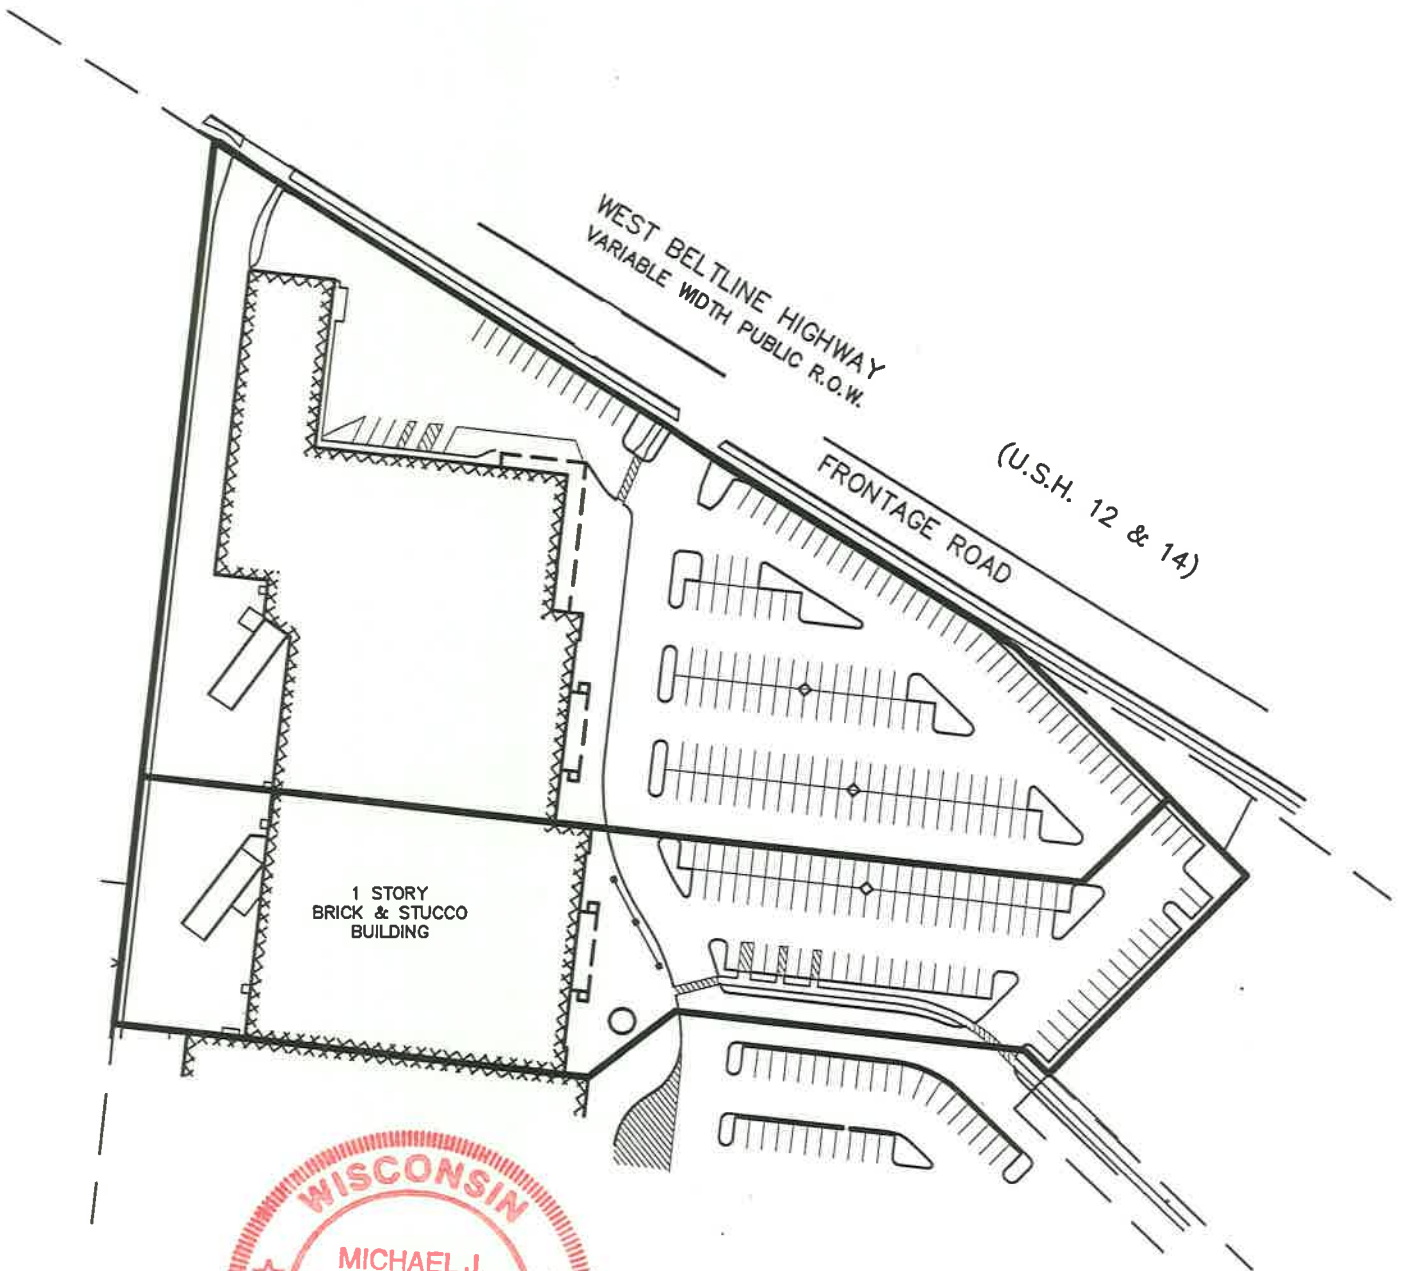 WEST BELTLINE HIGHWAY
VARIABLE WIDTH PUBLIC R.O.W.
(U.S.H. 12 & 14)
FRONTAGE ROAD
1 STORY
BRICK & STUCCO
BUILDING
WISCONSIN
MICHAEL J.